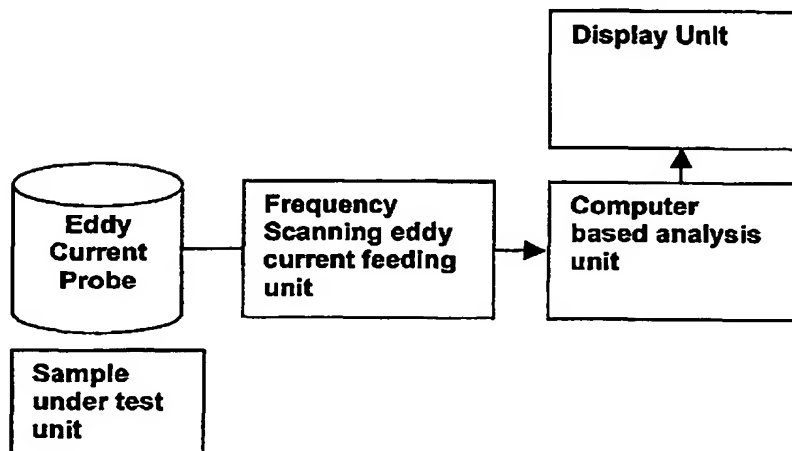 Display Unit
Eddy
Current
Probe
Frequency
Scanning eddy
current feeding
unit
Computer
based analysis
unit
Sample
under test
unit